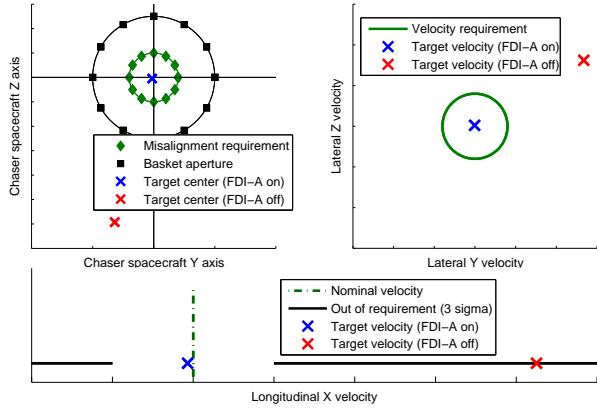 Chaser spacecraft Z axis
Misalignment requirement
Basket aperture
Target center (FDI−A on)
Target center (FDI−A off)
Chaser spacecraft Y axis
Lateral Z velocity
Velocity requirement
Target velocity (FDI−A on)
Target velocity (FDI−A off)
Lateral Y velocity
Nominal velocity
Out of requirement (3 sigma)
Target velocity (FDI−A on)
Target velocity (FDI−A off)
Longitudinal X velocity